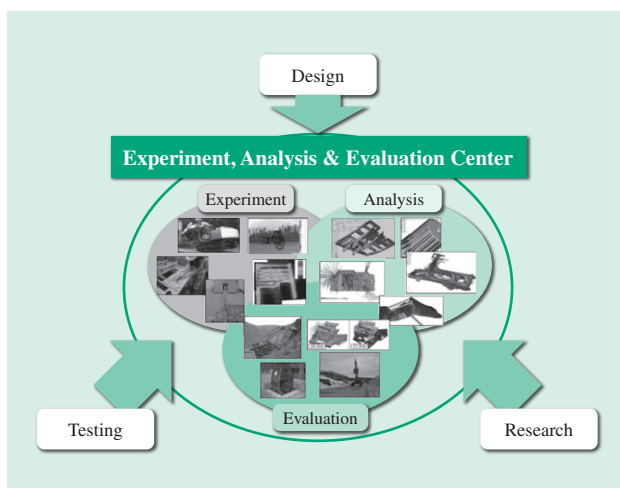 Design
Experiment, Analysis & Evaluation Center
Experiment
Analysis
Evaluation
Testing
Research